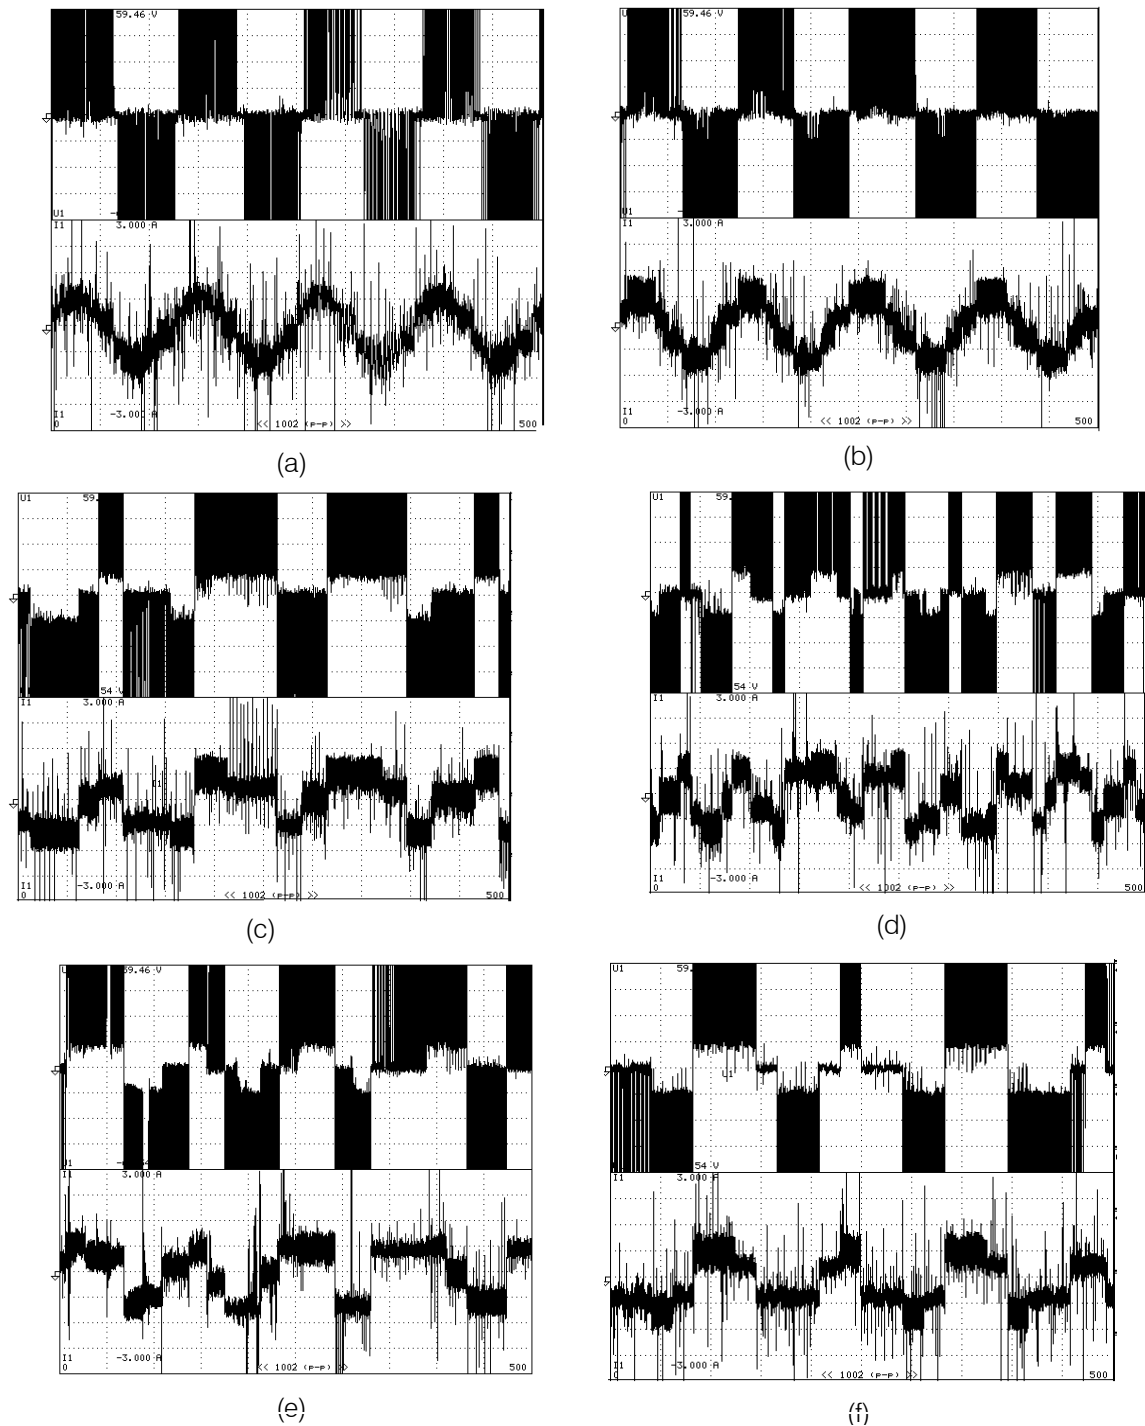 59.46 V
U1
I1
3.000 A
I1
-3.000 A
0
<< 1002 (p-p) >>
500
(a)
59.46 V
U1
I1
3.000 A
I1
-3.000 A
0
<< 1002 (p-p) >>
500
(b)
U1
59.
54 V
I1
3.000 A
I1
I1
-3.000 A
0
<< 1002 (p-p) >>
500
(c)
U1
59.
54 V
I1
3.000 A
I1
-3.000 A
0
<< 1002 (p-p) >>
500
(d)
59.46 V
U1
I1
3.000 A
I1
-3.000 A
0
<< 1002 (p-p) >>
500
(e)
U1
59.
54 V
I1
3.000 A
I1
-3.000 A
0
<< 1002 (p-p) >>
500
(f)